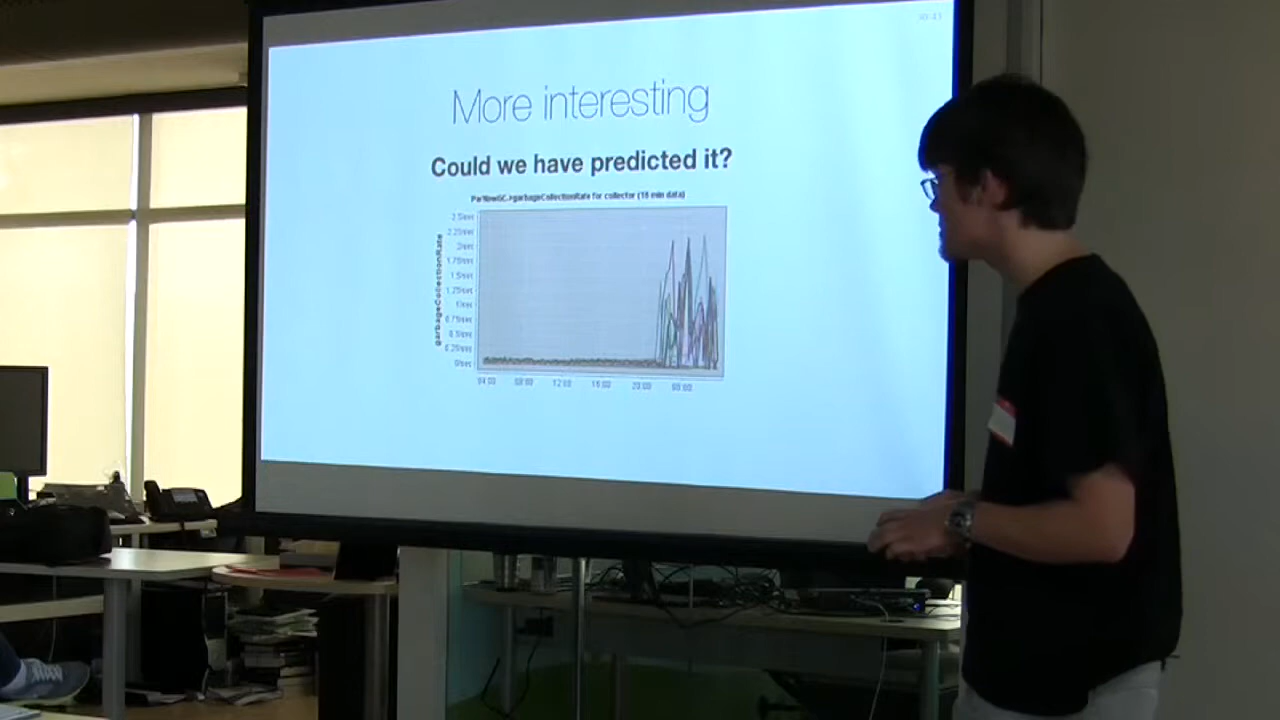 More interesting
Could we have predicted it?
ParNewGC->garbageCollectionRate for collector (15 min data)
garbageCollectionRate
2.5/sec
2.25/sec
2/sec
1.75/sec
1.5/sec
1.25/sec
1/sec
0.75/sec
0.5/sec
0.25/sec
0/sec
04:00 08:00 12:00 16:00 20:00 00:00